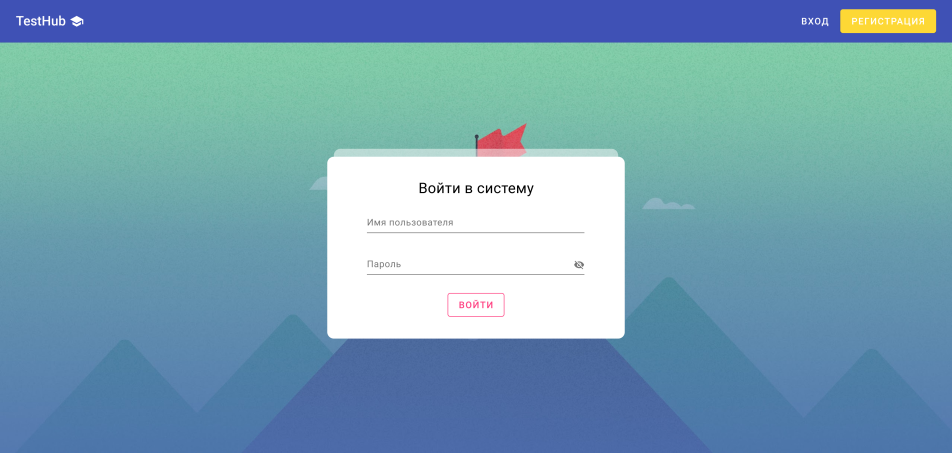 TestHub
ВХОД
РЕГИСТРАЦИЯ
Войти в систему
Имя пользователя
Пароль
ВОЙТИ